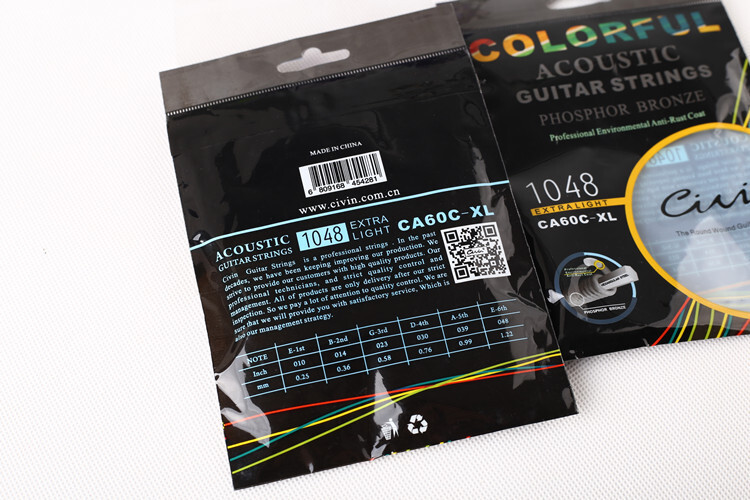 MADE IN CHINA
6 809168 454281
www.civin.com.cn
ACOUSTIC
GUITAR STRINGS
1048
EXTRA
LIGHT
CA60C-XL
Civin Guitar Strings is a professional strings . In the past
decades, we have been keeping improving our production. We
strive to provide our customers with high quality products. Our
professional technicians, and strict quality control and
management. All of products are only delivery after our strict
inspection. So we pay a lot of attention to quality control. We are
sure that we will provide you with satisfactory service, Which is
also our management strategy.
NOTE E-1st B-2nd G-3rd D-4th A-5th E-6th
Inch 010 014 023 030 039 048
mm 0.25 0.36 0.58 0.76 0.99 1.22
COLORFUL
ACOUSTIC
GUITAR STRINGS
PHOSPHOR BRONZE
Professional Environmental Anti-Rust Coat
1048
EXTRA LIGHT
CA60C-XL
Civi
The Round Wound Gu
PHOSPHOR BRONZE